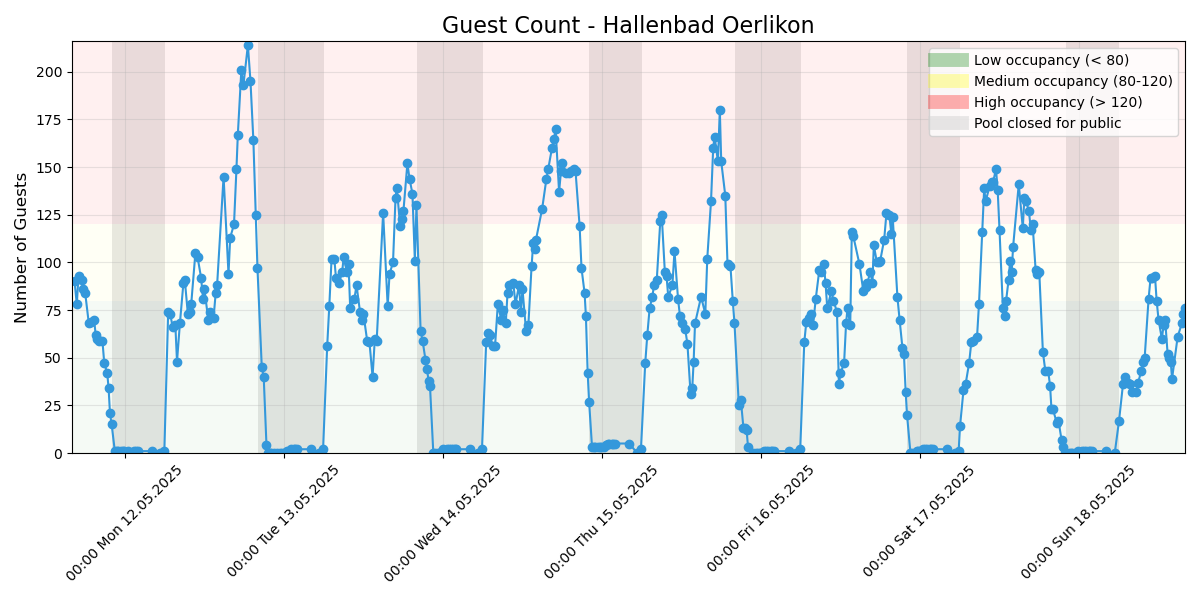 Guest Count - Hallenbad Oerlikon
Number of Guests
200
175
150
125
100
75
50
25
0
Low occupancy (< 80)
Medium occupancy (80-120)
High occupancy (> 120)
Pool closed for public
00:00 Mon 12.05.2025
00:00 Tue 13.05.2025
00:00 Wed 14.05.2025
00:00 Thu 15.05.2025
00:00 Fri 16.05.2025
00:00 Sat 17.05.2025
00:00 Sun 18.05.2025